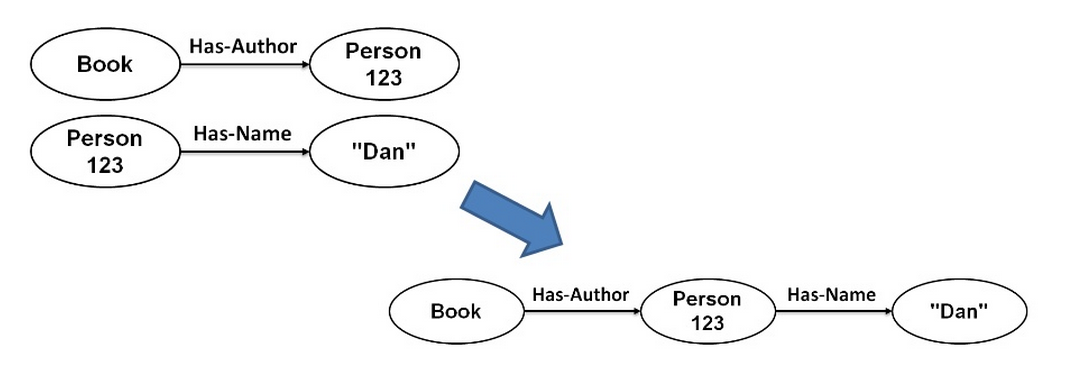 Book
Has-Author
Person
123
Person
123
Has-Name
"Dan"
Book
Has-Author
Person
123
Has-Name
"Dan"